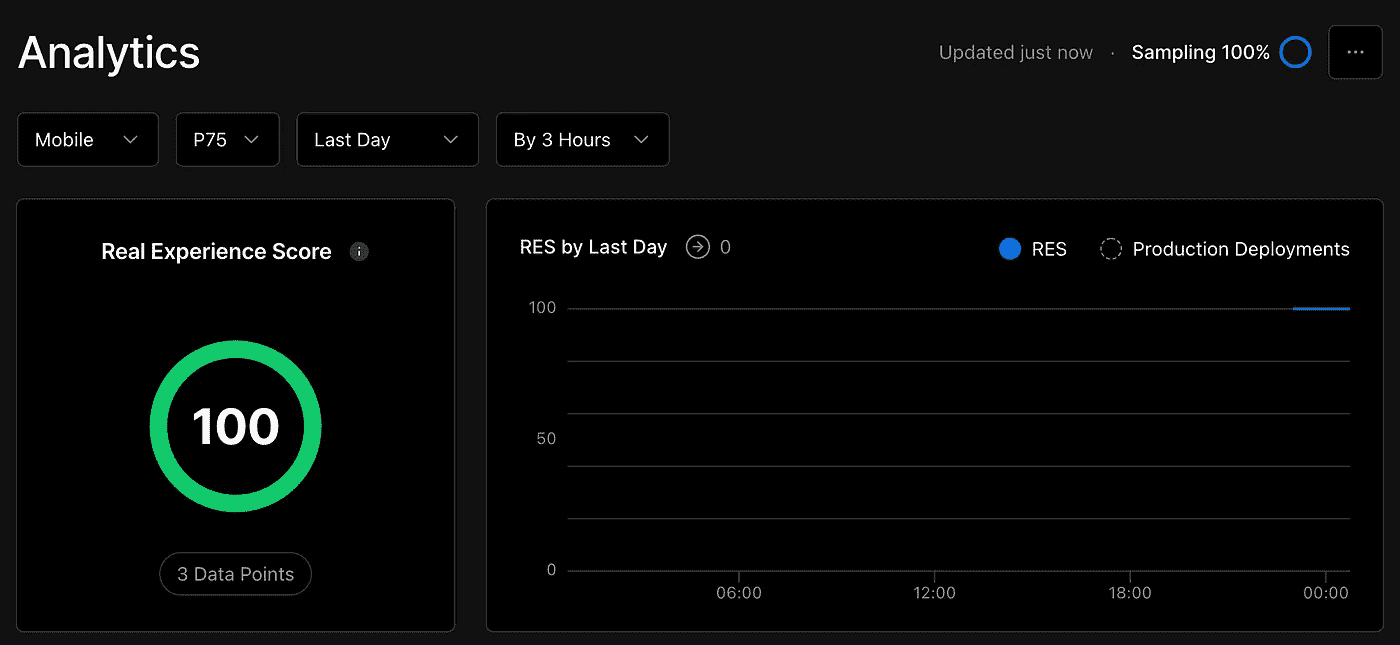 Analytics
Updated just now · Sampling 100%
Mobile
P75
Last Day
By 3 Hours
Real Experience Score
100
3 Data Points
RES by Last Day 0
RES
Production Deployments
100
50
0
06:00 12:00 18:00 00:00